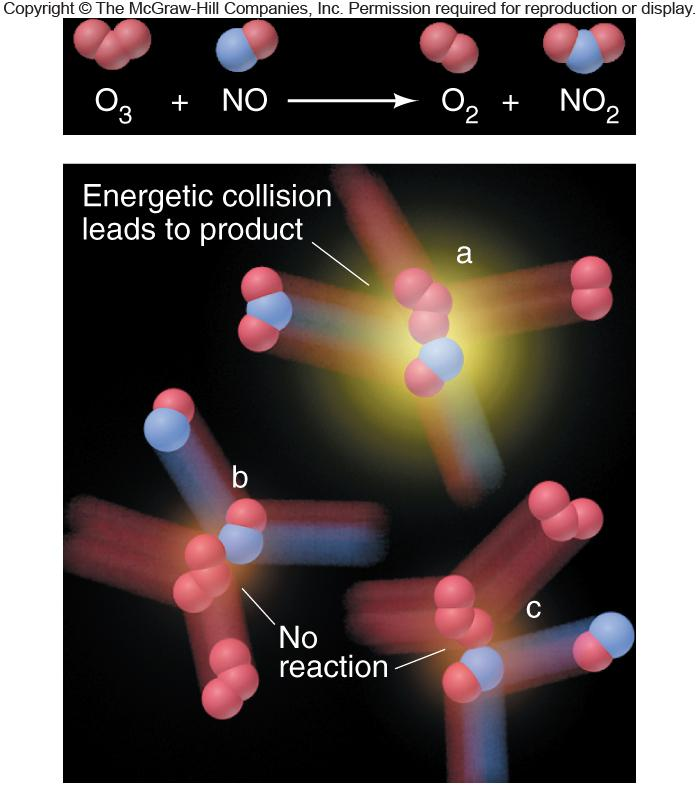 Copyright © The McGraw-Hill Companies, Inc. Permission required for reproduction or display.
O₃ + NO ⟶ O₂ + NO₂
Energetic collision
leads to product
a
b
c
No
reaction